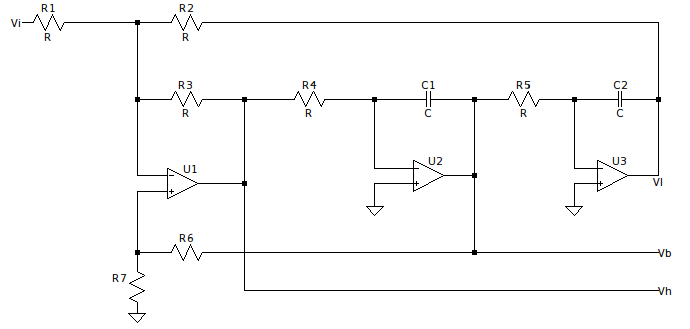 R1 R2
Vi
R R
R3 R4 C1 R5 C2
R R C R C
U1 U2 U3
Vl
R6
Vb
R7
Vh